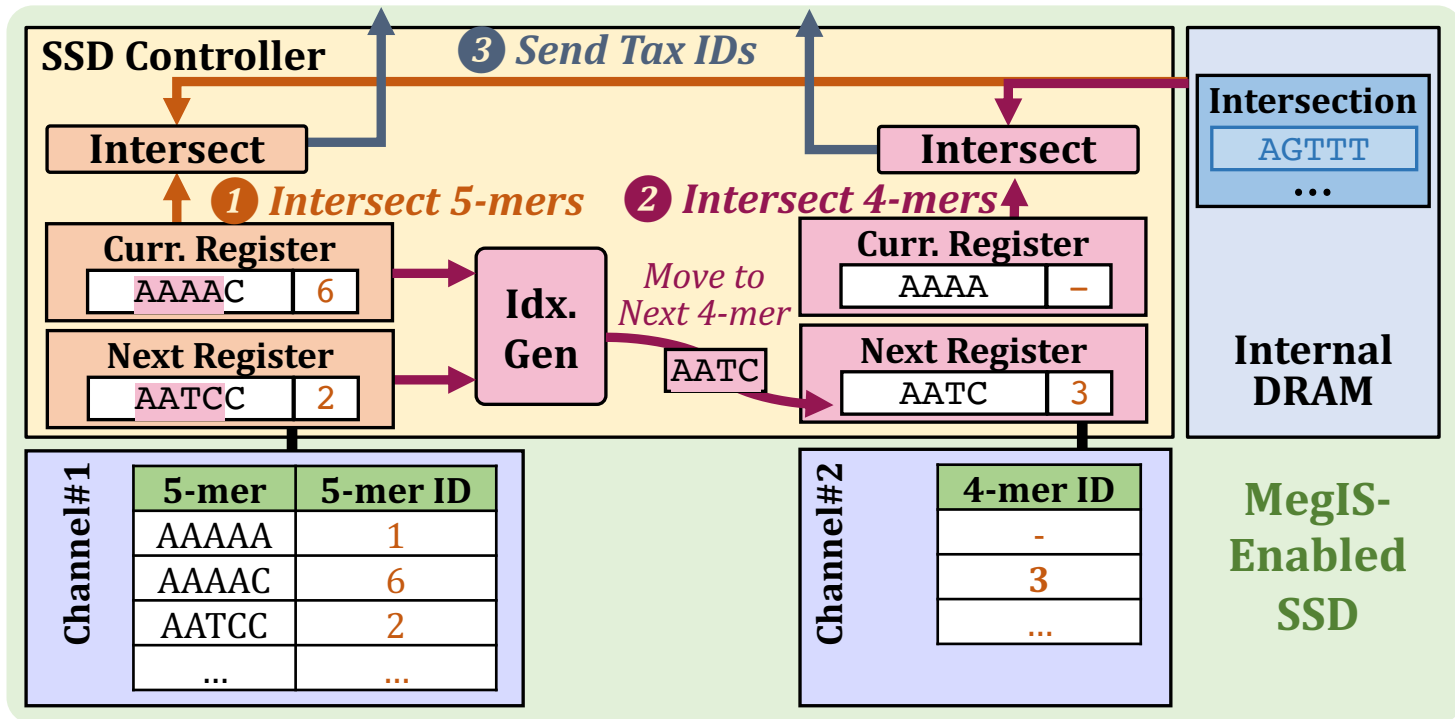 SSD Controller
3 Send Tax IDs
Intersect
Intersect
1 Intersect 5-mers
2 Intersect 4-mers
Curr. Register
AAAAC 6
Next Register
AATCC 2
Idx.
Gen
Move to
Next 4-mer
AATC
Curr. Register
AAAA –
Next Register
AATC 3
Intersection
AGTTT
...
Internal
DRAM
Channel#1
5-mer 5-mer ID
AAAAA 1
AAAAC 6
AATCC 2
... ...
Channel#2
4-mer ID
-
3
...
MegIS-
Enabled
SSD